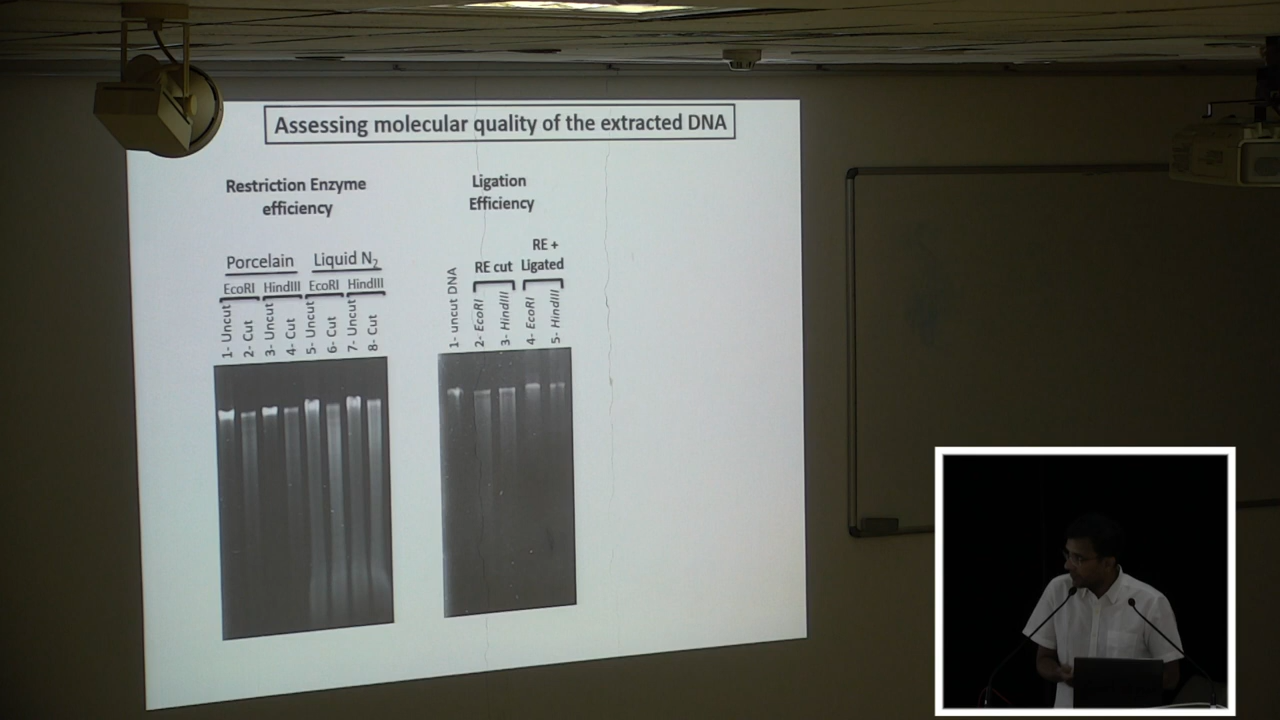 Assessing molecular quality of the extracted DNA
Restriction Enzyme
efficiency
Porcelain
Liquid N₂
EcoRI
HindIII
EcoRI
HindIII
1- Uncut
2- Cut
3- Uncut
4- Cut
5- Uncut
6- Cut
7- Uncut
8- Cut
Ligation
Efficiency
RE cut
RE +
Ligated
1- uncut DNA
2- EcoRI
3- HindIII
4- EcoRI
5- HindIII